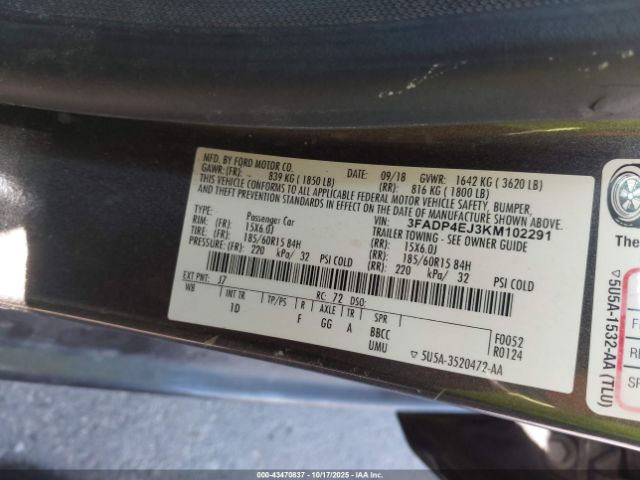 MFD. BY FORD MOTOR CO.
DATE: 09/18 GVWR: 1642 KG ( 3620 LB)
GAWR:(FR): 839 KG ( 1850 LB) (RR): 816 KG ( 1800 LB)
THIS VEHICLE CONFORMS TO ALL APPLICABLE FEDERAL MOTOR VEHICLE SAFETY, BUMPER,
AND THEFT PREVENTION STANDARDS IN EFFECT ON THE DATE OF MANUFACTURE SHOWN ABOVE.
VIN: 3FADP4EJ3KM102291
TYPE: Passenger Car TRAILER TOWING - SEE OWNER GUIDE
RIM: (FR): 15X6.0J (RR): 15X6.0J
TIRE: (FR): 185/60R15 84H (RR): 185/60R15 84H
PRESSURE: (FR): 220 kPa/ 32 PSI COLD (RR): 220 kPa/ 32 PSI COLD
EXT PNT: J7 RC: 72 DSO:
WB INT TR TP/PS R AXLE TR SPR
1D F GG A BBCC F0052
UMU R0124
▽5U5A-3520472-AA
The
▽5U5A-1532-AA (TLU)
RE
SP
000-43470837 - 10/17/2025 - IAAI.COM